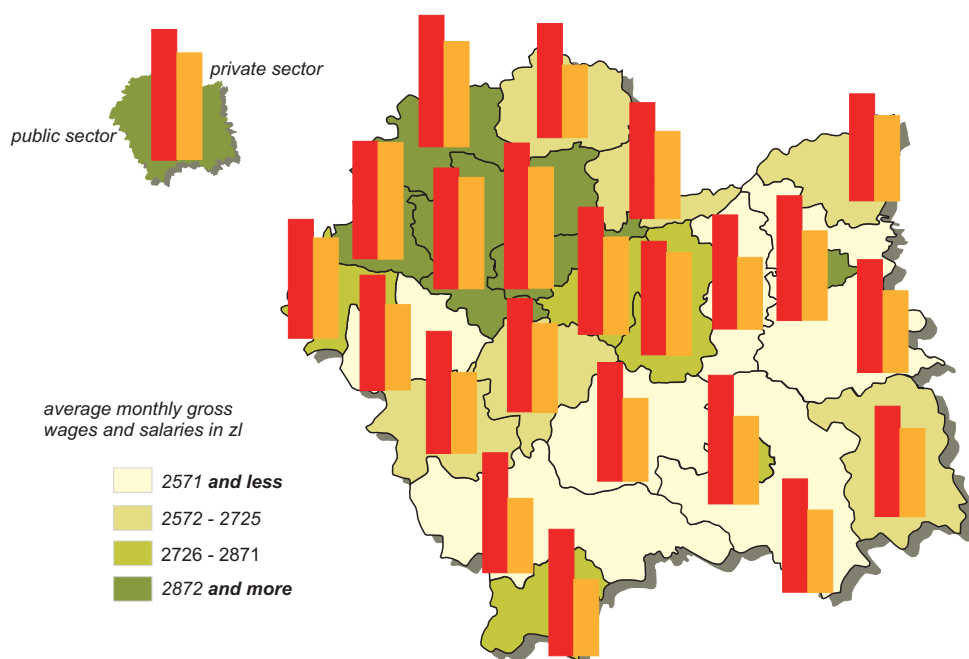 private sector
public sector
average monthly gross
wages and salaries in zl
2571 and less
2572 - 2725
2726 - 2871
2872 and more